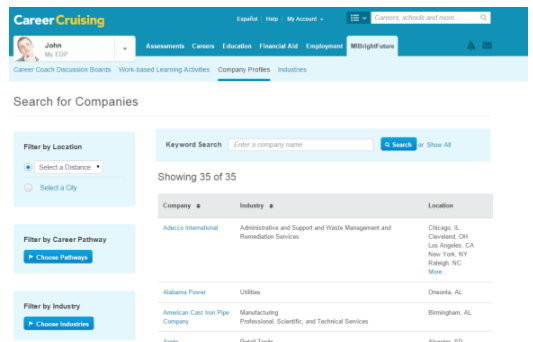 Career Cruising
Español | Help | My Account
Careers, schools and more...
John
My EDP
Assessments Careers Education Financial Aid Employment MIBrightFuture
Career Coach Discussion Boards Work-based Learning Activities Company Profiles Industries
Search for Companies
Filter by Location
Select a Distance
Select a City
Filter by Career Pathway
Choose Pathways
Filter by Industry
Choose Industries
Keyword Search Enter a company name Search or Show All
Showing 35 of 35
Company Industry Location
Adecco International Administrative and Support and Waste Management and Chicago, IL
Remediation Services Cleveland, OH
Los Angeles, CA
New York, NY
Raleigh, NC
More...
Alabama Power Utilities Oneonta, AL
American Cast Iron Pipe Manufacturing Birmingham, AL
Company Professional, Scientific, and Technical Services
Retail Trade